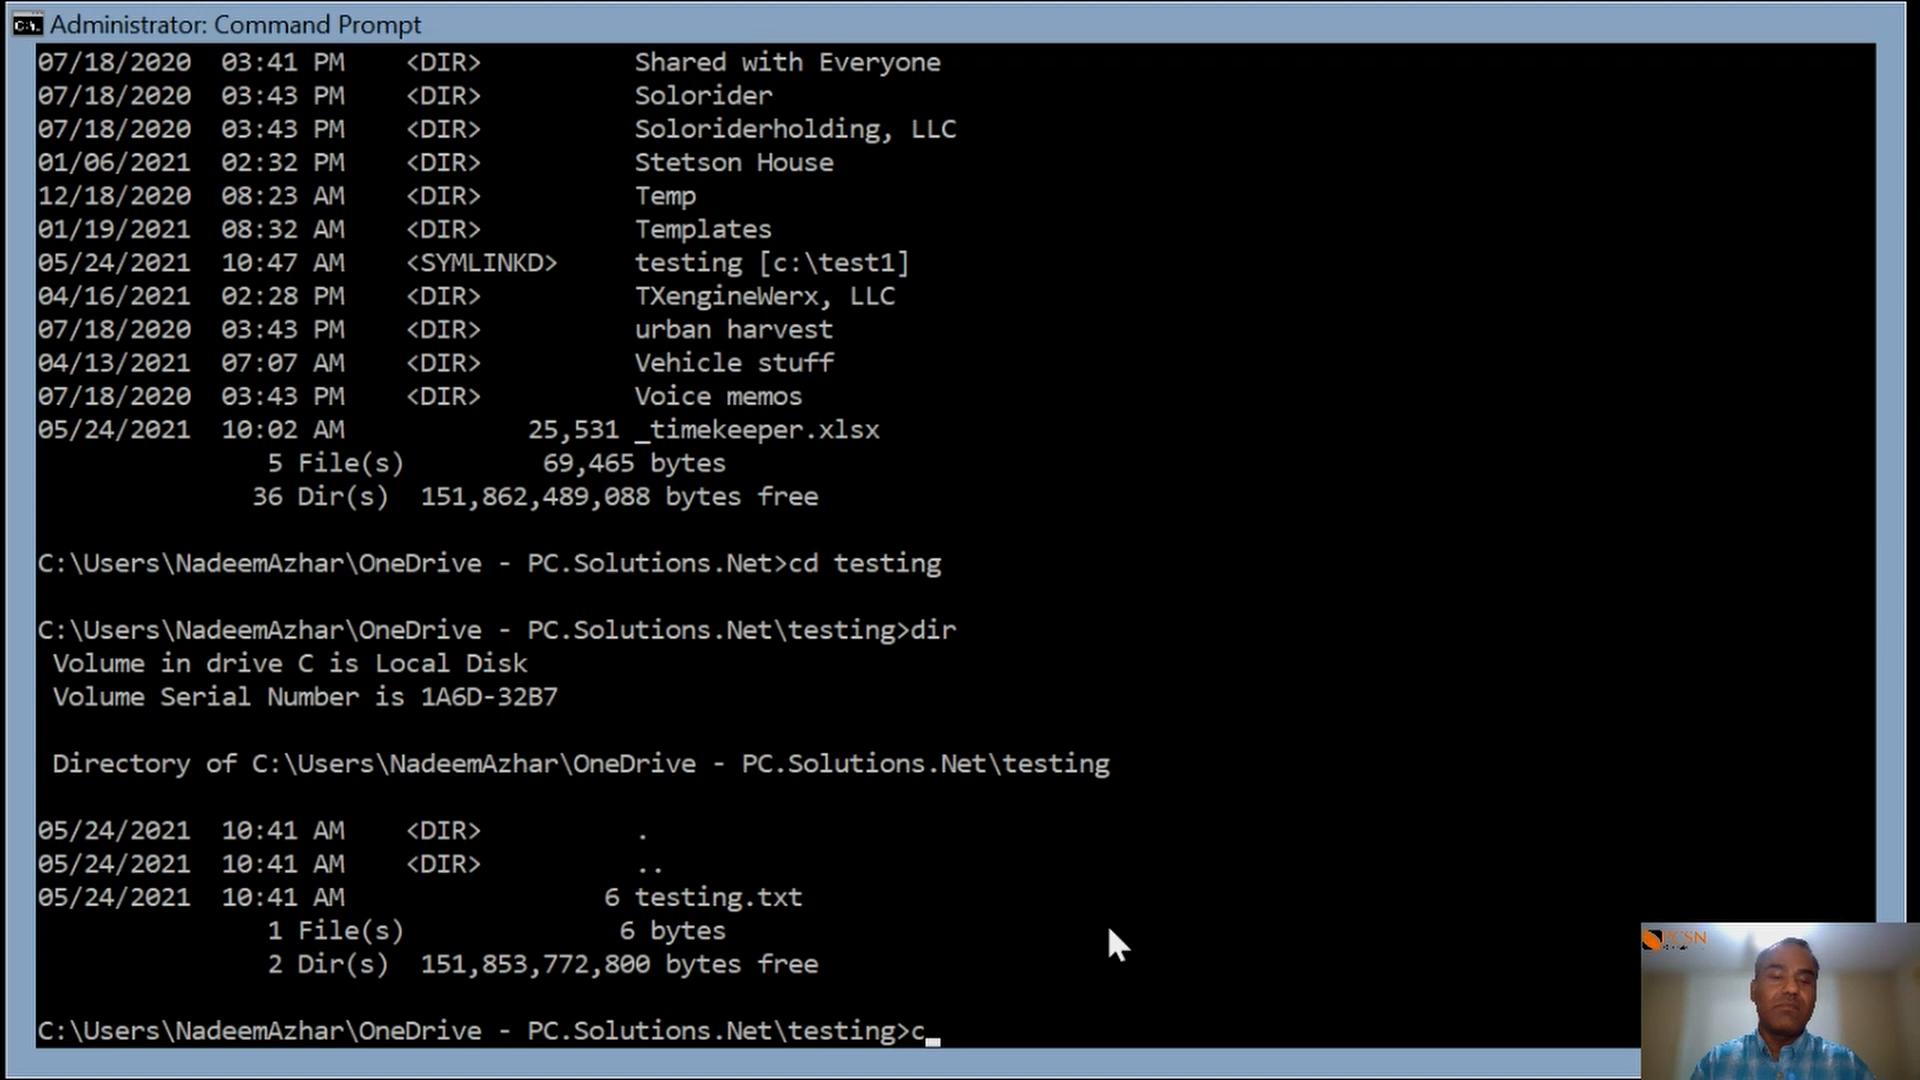 Administrator: Command Prompt
07/18/2020  03:41 PM    <DIR>          Shared with Everyone
07/18/2020  03:43 PM    <DIR>          Solorider
07/18/2020  03:43 PM    <DIR>          Soloriderholding, LLC
01/06/2021  02:32 PM    <DIR>          Stetson House
12/18/2020  08:23 AM    <DIR>          Temp
01/19/2021  08:32 AM    <DIR>          Templates
05/24/2021  10:47 AM    <SYMLINKD>     testing [c:\test1]
04/16/2021  02:28 PM    <DIR>          TXengineWerx, LLC
07/18/2020  03:43 PM    <DIR>          urban harvest
04/13/2021  07:07 AM    <DIR>          Vehicle stuff
07/18/2020  03:43 PM    <DIR>          Voice memos
05/24/2021  10:02 AM            25,531 _timekeeper.xlsx
               5 File(s)         69,465 bytes
              36 Dir(s)  151,862,489,088 bytes free
C:\Users\NadeemAzhar\OneDrive - PC.Solutions.Net>cd testing
C:\Users\NadeemAzhar\OneDrive - PC.Solutions.Net\testing>dir
 Volume in drive C is Local Disk
 Volume Serial Number is 1A6D-32B7
 Directory of C:\Users\NadeemAzhar\OneDrive - PC.Solutions.Net\testing
05/24/2021  10:41 AM    <DIR>          .
05/24/2021  10:41 AM    <DIR>          ..
05/24/2021  10:41 AM                 6 testing.txt
               1 File(s)              6 bytes
               2 Dir(s)  151,853,772,800 bytes free
C:\Users\NadeemAzhar\OneDrive - PC.Solutions.Net\testing>c
PCSN